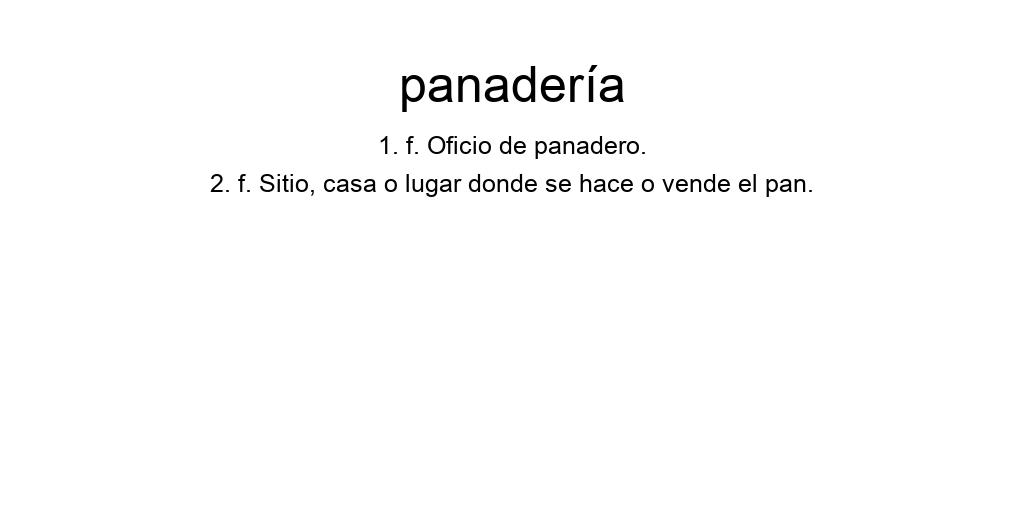 panadería
1. f. Oficio de panadero.
2. f. Sitio, casa o lugar donde se hace o vende el pan.